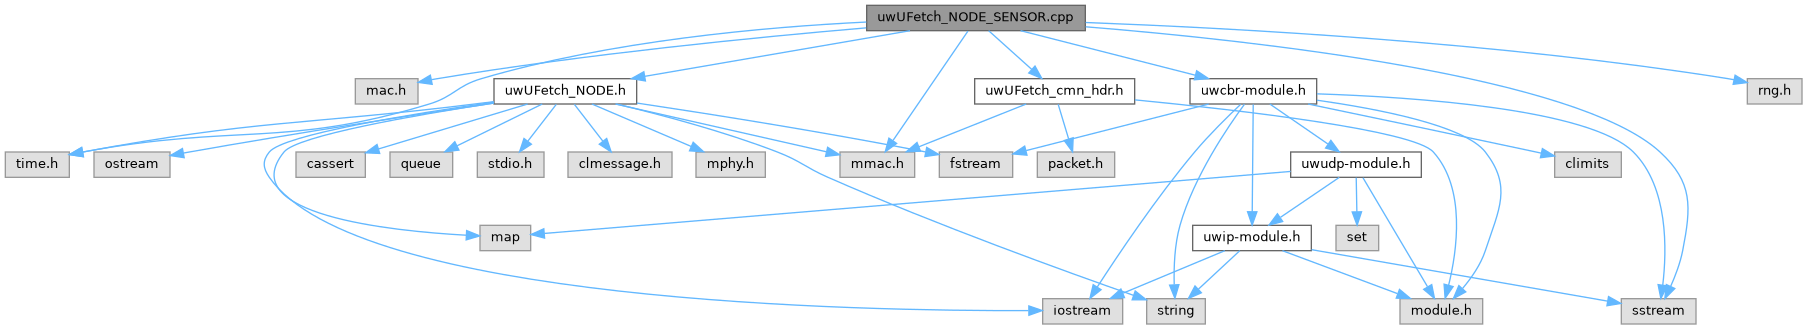 uwUFetch_NODE_SENSOR.cpp
mac.h
uwUFetch_NODE.h
uwUFetch_cmn_hdr.h
uwcbr-module.h
rng.h
time.h
ostream
cassert
queue
stdio.h
clmessage.h
mphy.h
mmac.h
fstream
packet.h
uwudp-module.h
climits
map
uwip-module.h
set
iostream
string
module.h
sstream